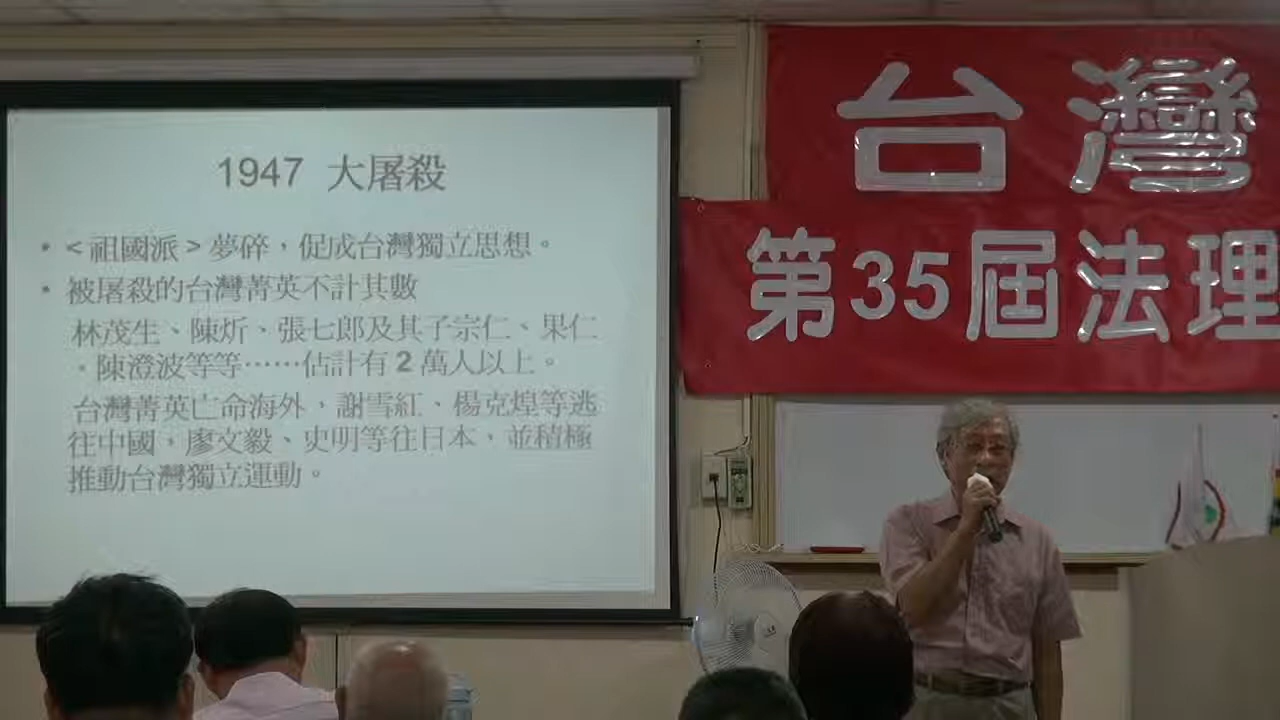 1947 大屠殺
• <祖國派> 夢碎，促成台灣獨立思想。
• 被屠殺的台灣菁英不計其數
林茂生、陳炘、張七郎及其子宗仁、果仁
。陳澄波等等⋯⋯估計有 2 萬人以上。
台灣菁英亡命海外，謝雪紅、楊克煌等逃
往中國，廖文毅、史明等往日本，並積極
推動台灣獨立運動。
台灣
第35屆法理